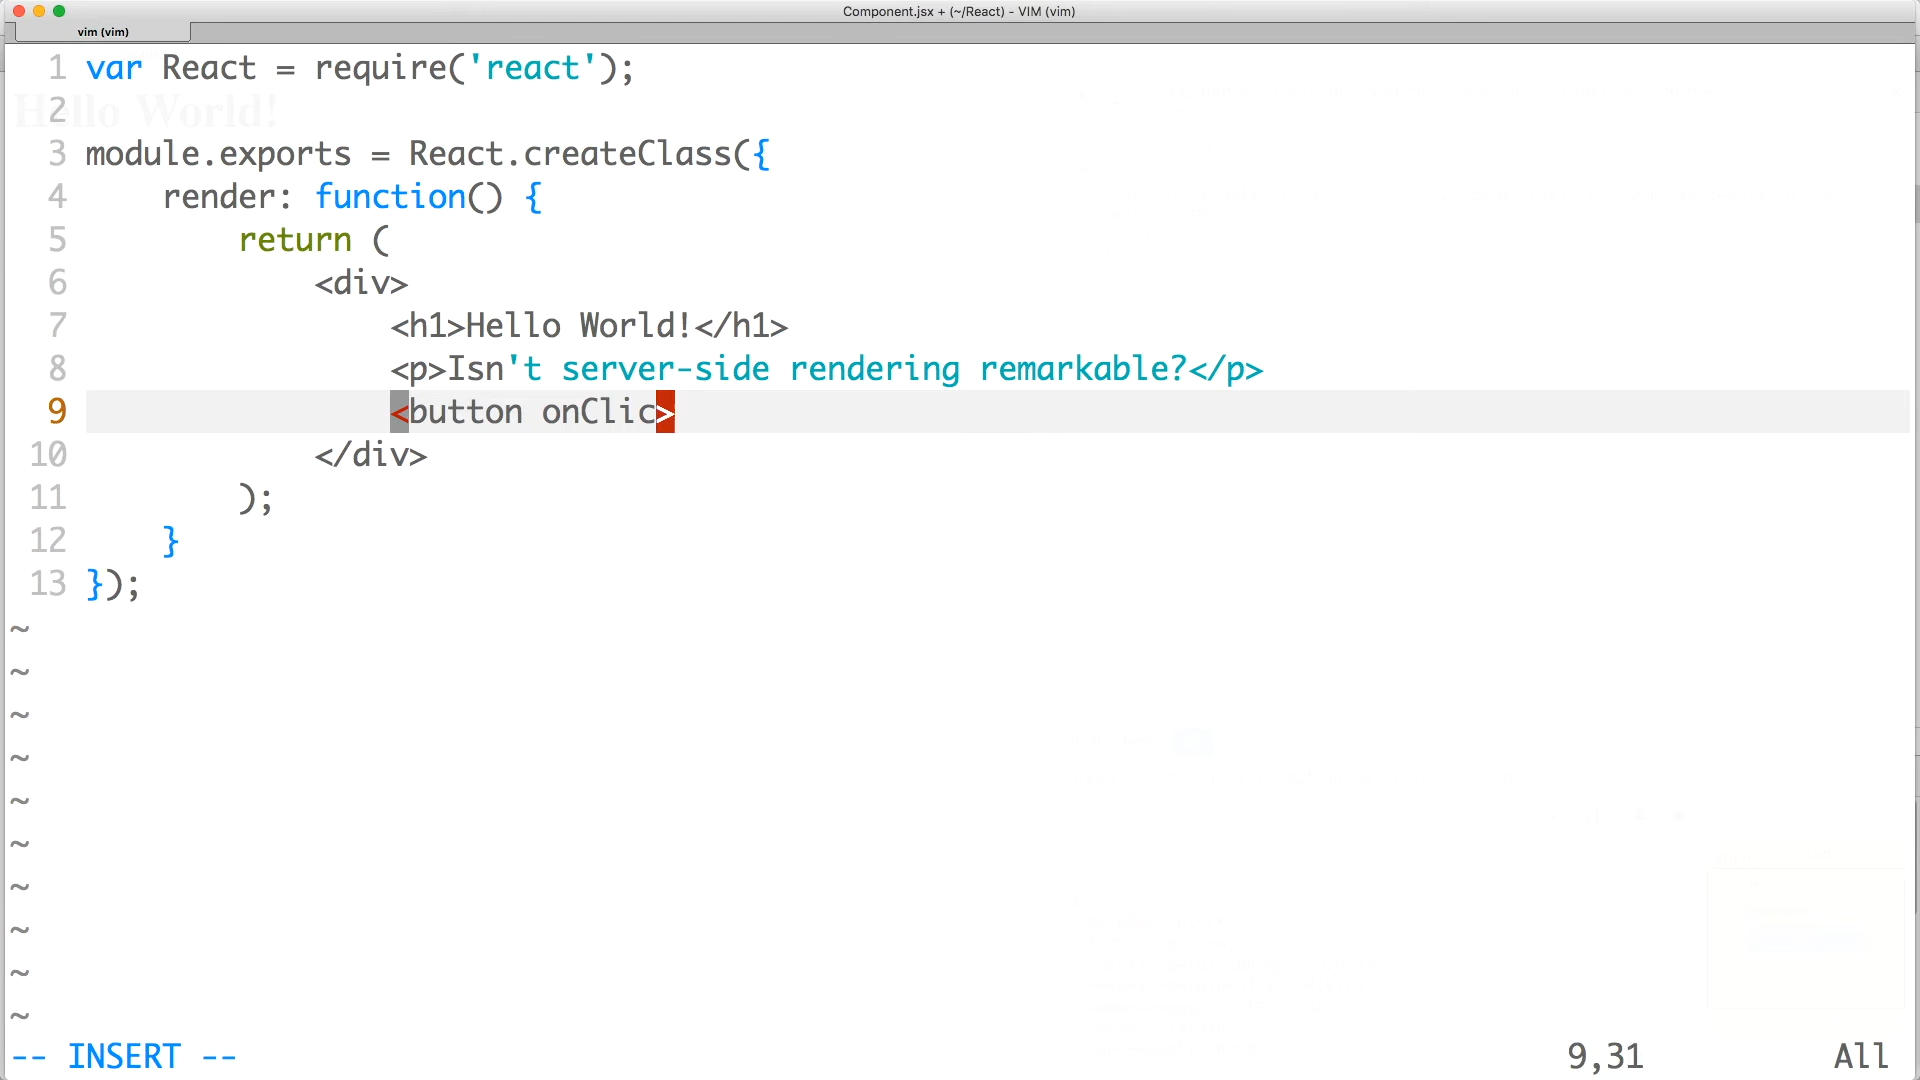 Component.jsx + (~/React) - VIM (vim)
vim (vim)
1 var React = require('react');
2
Hello World!
3 module.exports = React.createClass({
4 render: function() {
5 return (
6 <div>
7 <h1>Hello World!</h1>
8 <p>Isn't server-side rendering remarkable?</p>
9 <button onClic>
10 </div>
11 );
12 }
13 });
~
~
~
~
~
~
~
~
~
~
-- INSERT -- 9,31 All